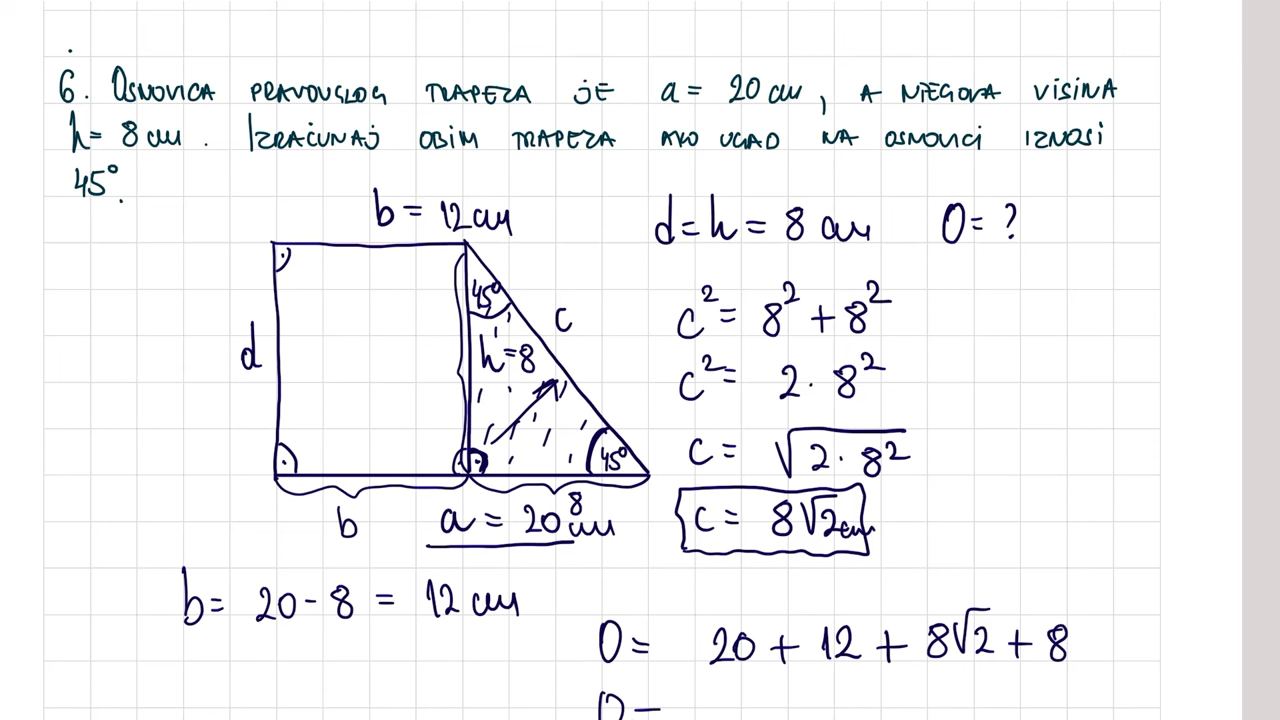 6. OSNOVICA PRAVOUGLOG TRAPEZA JE a = 20 cm, A NJEGOVA VISINA
h = 8 cm. IZRAČUNAJ OBIM TRAPEZA AKO UGAO NA OSNOVICI IZNOSI
45°.
b = 12 cm
d = h = 8 cm O = ?
45°
c
d
h = 8
45°
c² = 8² + 8²
c² = 2 · 8²
c = √2 · 8²
c = 8√2 cm
b
8
a = 20 cm
b = 20 - 8 = 12 cm
O = 20 + 12 + 8√2 + 8
O =